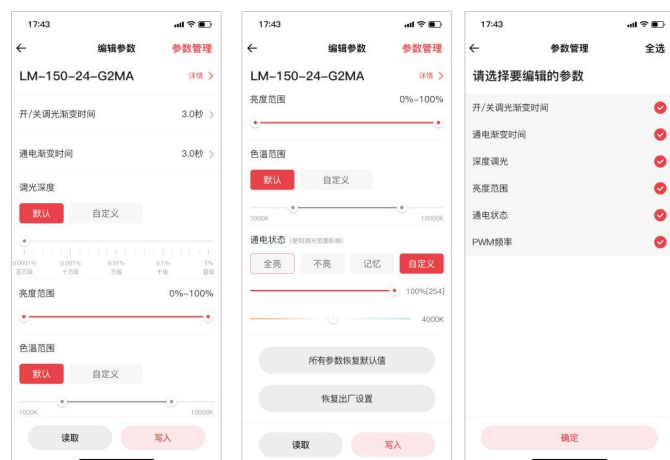 17:43
编辑参数
参数管理
LM-150-24-G2MA
详情 >
开/关调光渐变时间
3.0秒 >
通电渐变时间
3.0秒 >
调光深度
默认
自定义
0.0001%
0.001%
0.01%
0.1%
1%
百万级
十万级
万级
千级
百级
亮度范围
0%-100%
色温范围
默认
自定义
1000K
10000K
读取
写入
17:43
编辑参数
参数管理
LM-150-24-G2MA
详情 >
亮度范围
0%-100%
色温范围
默认
自定义
1000K
10000K
通电状态 (受到调光范围影响)
全亮
不亮
记忆
自定义
100%[254]
4000K
所有参数恢复默认值
恢复出厂设置
读取
写入
17:43
参数管理
全选
请选择要编辑的参数
开/关调光渐变时间
通电渐变时间
深度调光
亮度范围
通电状态
PWM频率
确定